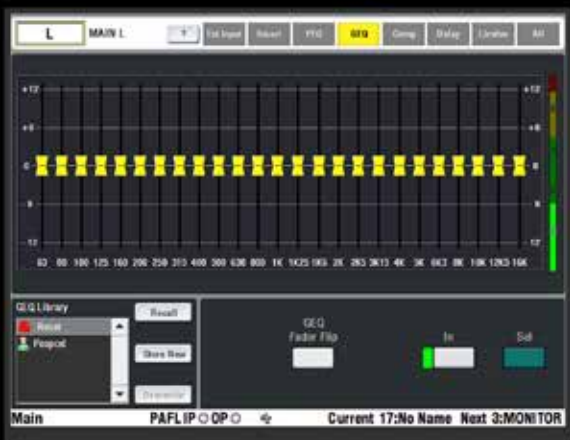 L MAIN L ? Ext Input Insert PEQ GEQ Comp Delay Limiter All
+12 +12
+6 +6
0 0
6 6
12 12
63 80 100 125 160 200 250 315 400 500 630 800 1K 1K25 1K6 2K 2K5 3K15 4K 5K 6K3 8K 10K 12K5 16K
GEQ Library
Recall
Reset
Pospod
Store New
Overwrite
GEQ
Fader Flip
In
Sel
Main PAFL IP OP Current 17:No Name Next 3:MONITOR